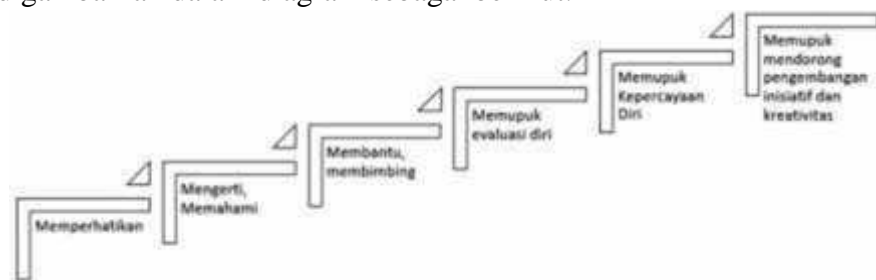 Memperhatikan
Mengerti,
Memahami
Membantu,
membimbing
Memupuk
evaluasi diri
Memupuk
Kepercayaan
Diri
Memupuk
mendorong
pengembangan
inisiatif dan
kreativitas